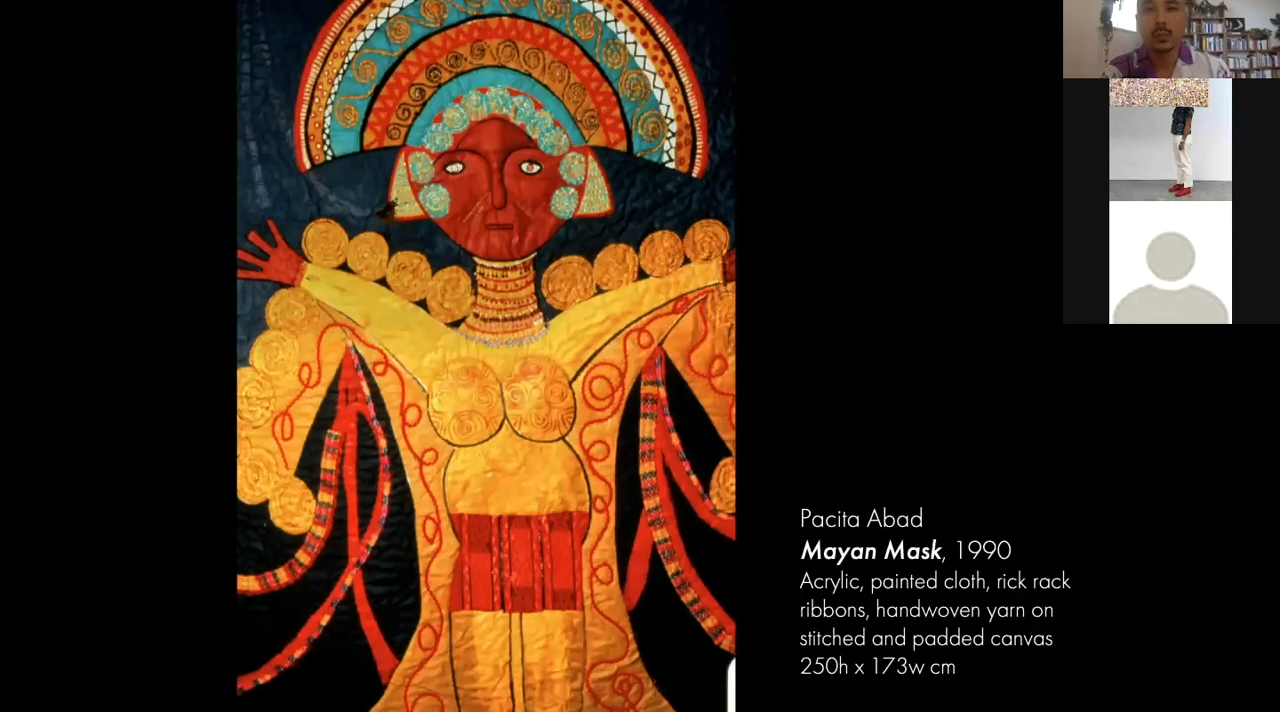 Pacita Abad
Mayan Mask, 1990
Acrylic, painted cloth, rick rack
ribbons, handwoven yarn on
stitched and padded canvas
250h x 173w cm